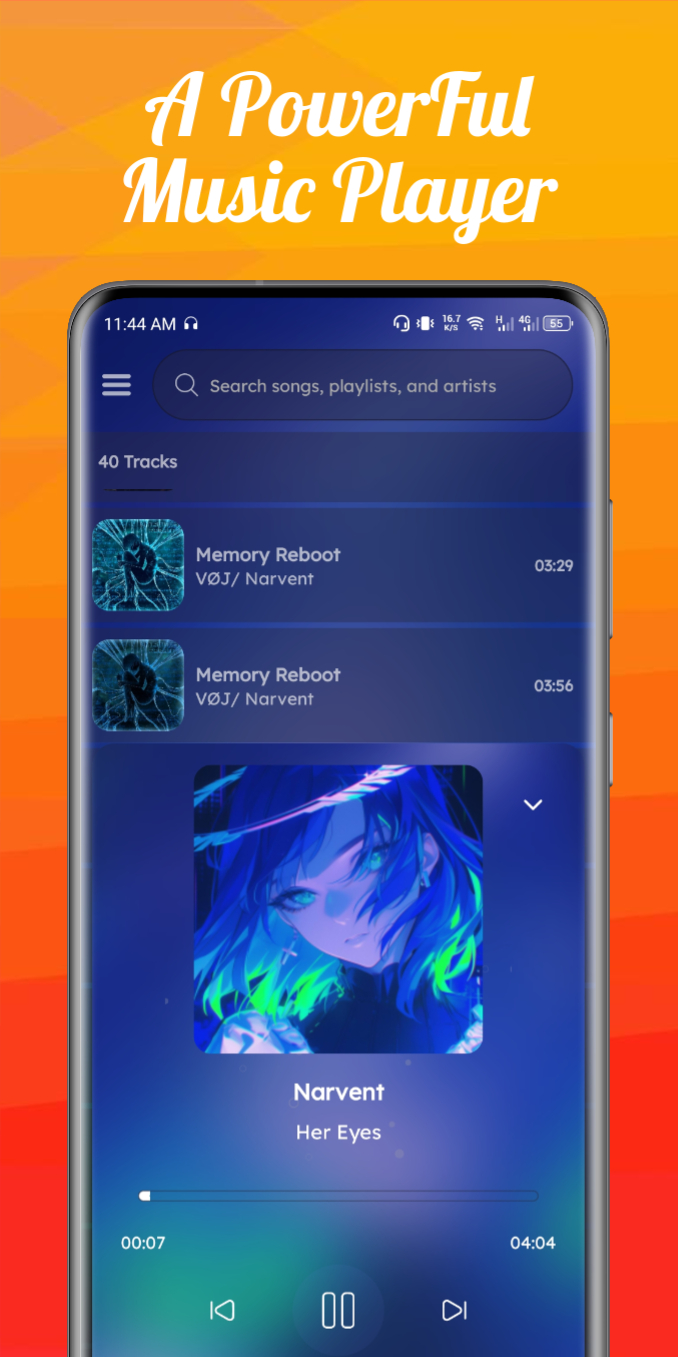 A PowerFul
Music Player
11:44 AM
16.7 K/S
H
4G
55
Search songs, playlists, and artists
40 Tracks
Memory Reboot
VØJ/ Narvent
03:29
Memory Reboot
VØJ/ Narvent
03:56
Narvent
Her Eyes
00:07
04:04